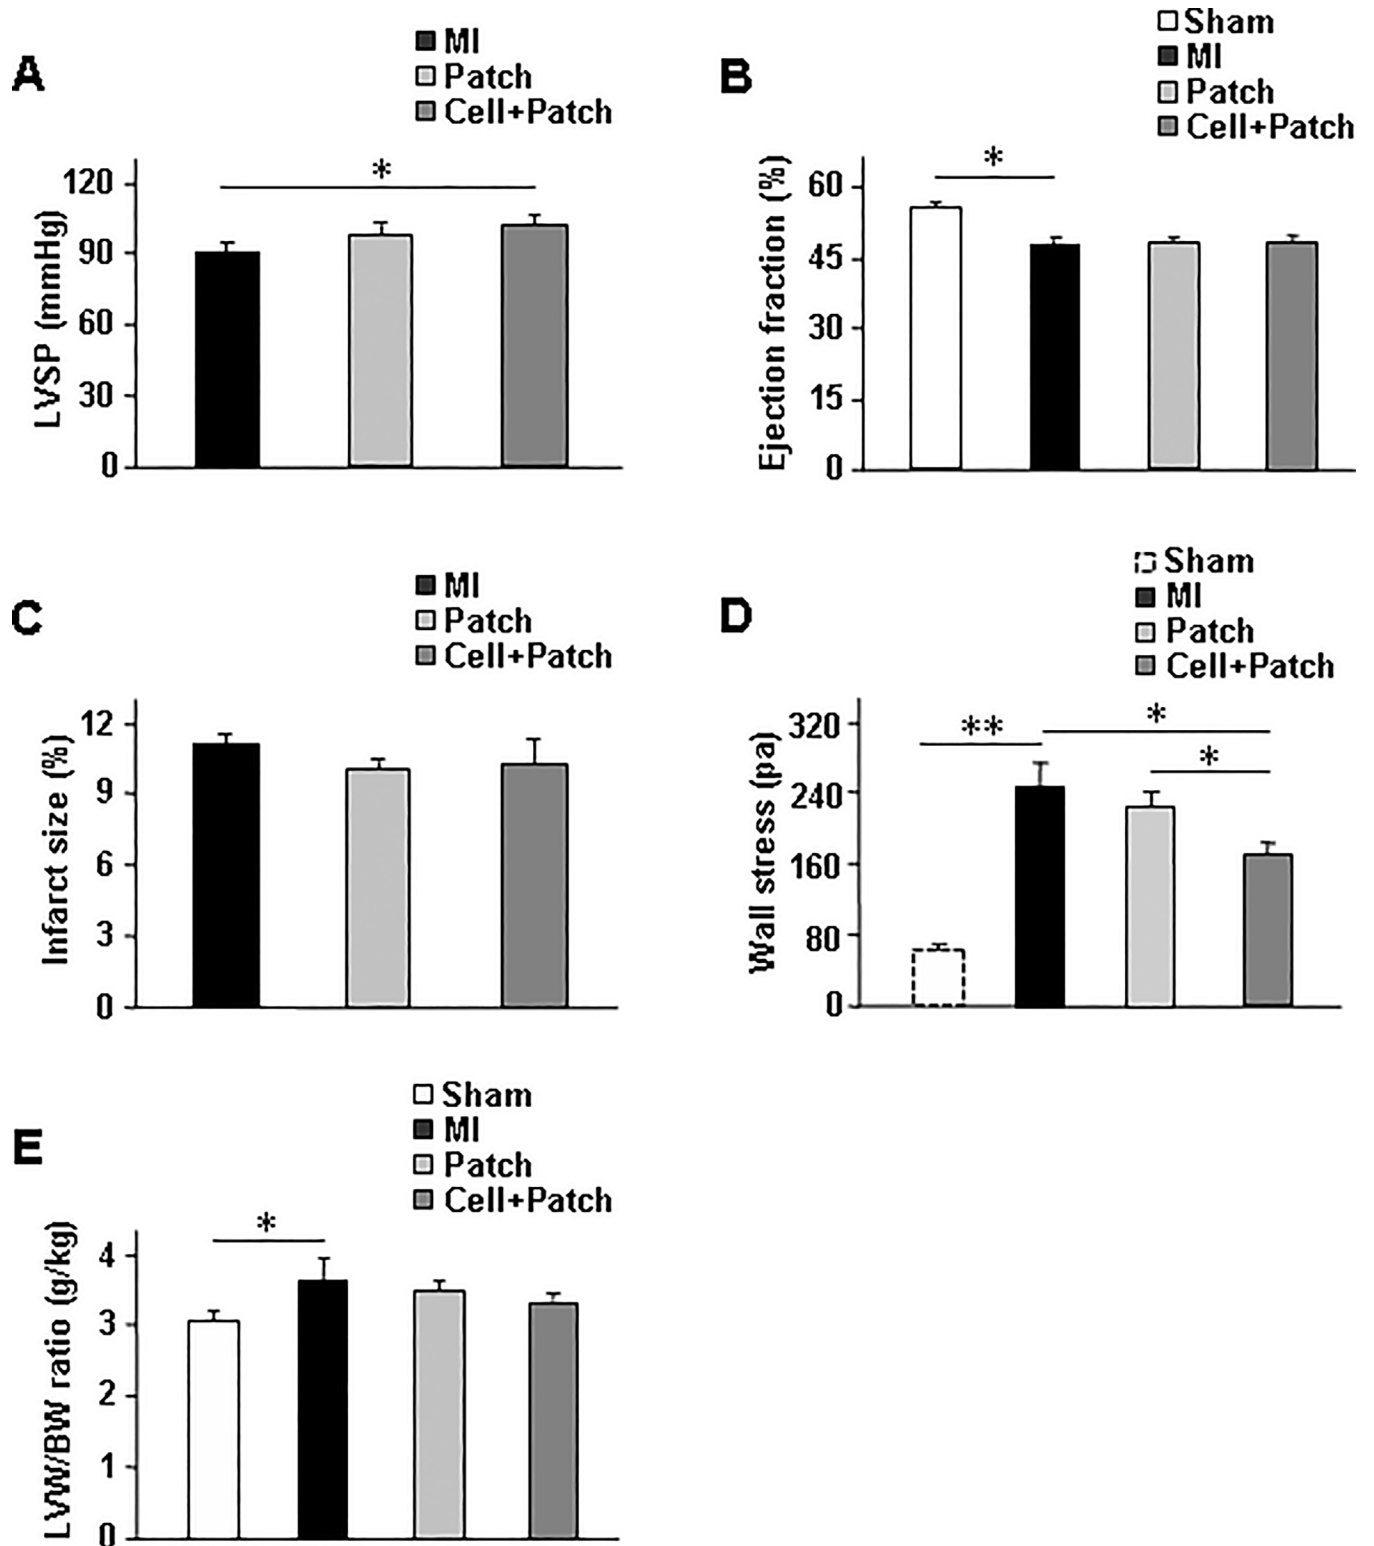 A
MI
Patch
Cell+Patch
*
120
90
60
30
0
LVSP (mmHg)
B
Sham
MI
Patch
Cell+Patch
*
60
45
30
15
0
Ejection fraction (%)
C
MI
Patch
Cell+Patch
12
9
6
3
0
Infarct size (%)
D
Sham
MI
Patch
Cell+Patch
**
*
*
320
240
160
80
0
Wall stress (pa)
E
Sham
MI
Patch
Cell+Patch
*
4
3
2
1
0
LVW/BW ratio (g/kg)